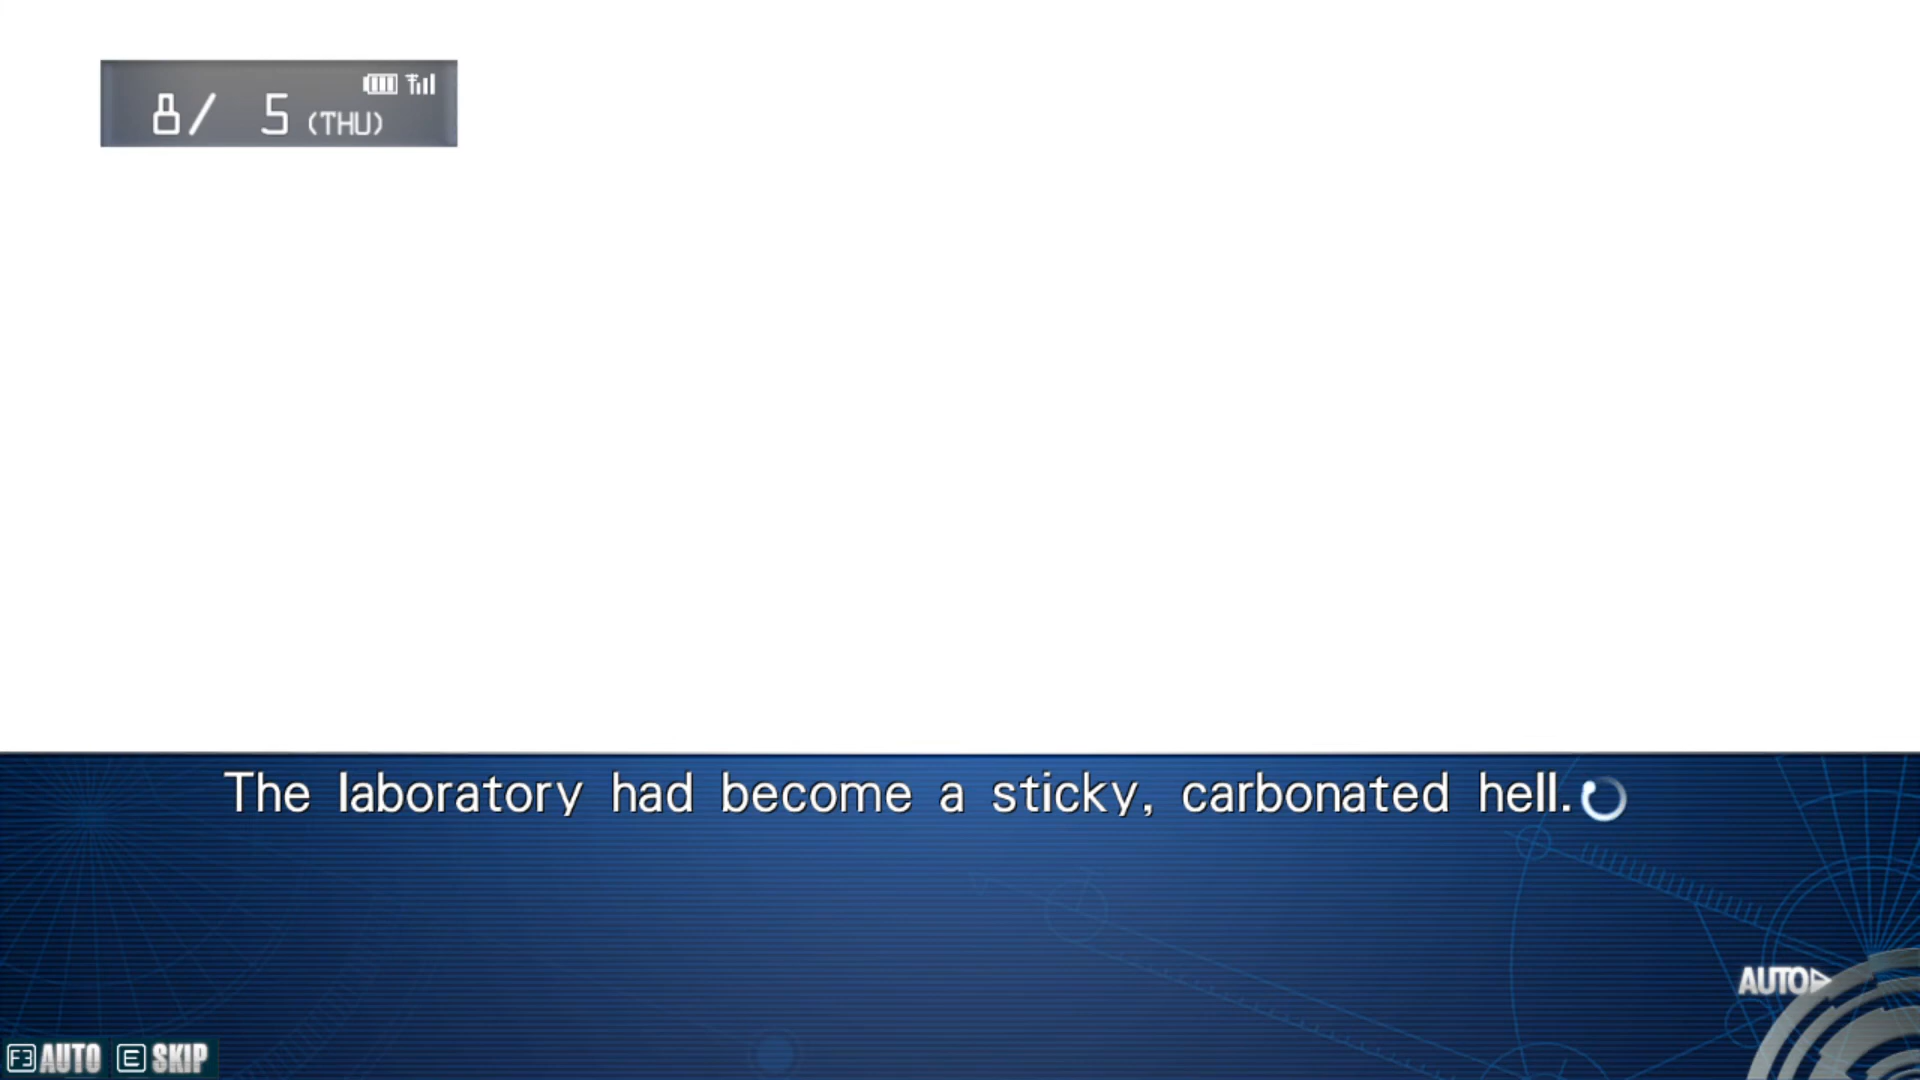 8/ 5 (THU)
The laboratory had become a sticky, carbonated hell.
AUTO
F3 AUTO E SKIP